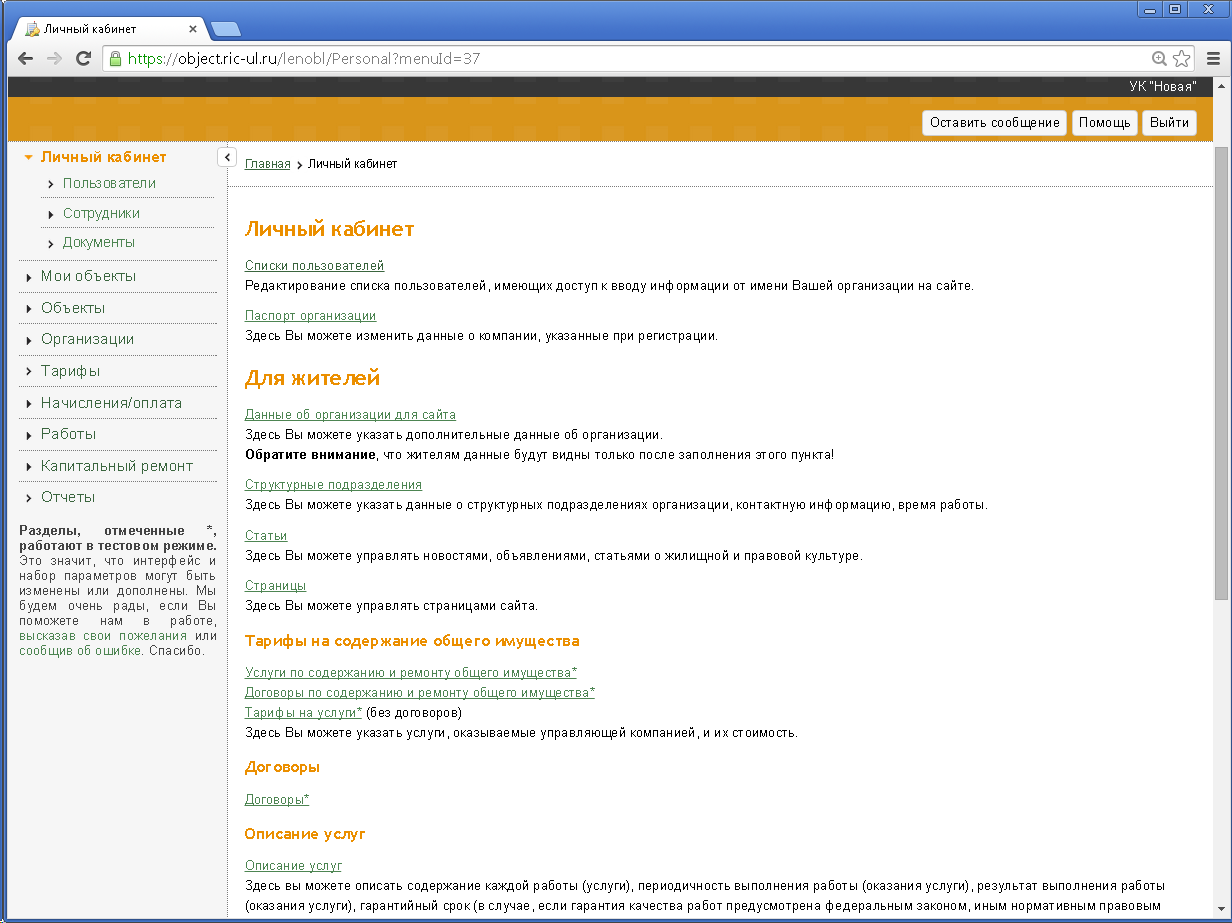 Личный кабинет
https://object.ric-ul.ru/lenobl/Personal?menuId=37
УК "Новая"
Оставить сообщение Помощь Выйти
Личный кабинет
Пользователи
Сотрудники
Документы
Мои объекты
Объекты
Организации
Тарифы
Начисления/оплата
Работы
Капитальный ремонт
Отчеты
Разделы, отмеченные *,
работают в тестовом режиме.
Это значит, что интерфейс и
набор параметров могут быть
изменены или дополнены. Мы
будем очень рады, если Вы
поможете нам в работе,
высказав свои пожелания или
сообщив об ошибке. Спасибо.
Главная > Личный кабинет
Личный кабинет
Списки пользователей
Редактирование списка пользователей, имеющих доступ к вводу информации от имени Вашей организации на сайте.
Паспорт организации
Здесь Вы можете изменить данные о компании, указанные при регистрации.
Для жителей
Данные об организации для сайта
Здесь Вы можете указать дополнительные данные об организации.
Обратите внимание, что жителям данные будут видны только после заполнения этого пункта!
Структурные подразделения
Здесь Вы можете указать данные о структурных подразделениях организации, контактную информацию, время работы.
Статьи
Здесь Вы можете управлять новостями, объявлениями, статьями о жилищной и правовой культуре.
Страницы
Здесь Вы можете управлять страницами сайта.
Тарифы на содержание общего имущества
Услуги по содержанию и ремонту общего имущества*
Договоры по содержанию и ремонту общего имущества*
Тарифы на услуги* (без договоров)
Здесь Вы можете указать услуги, оказываемые управляющей компанией, и их стоимость.
Договоры
Договоры*
Описание услуг
Описание услуг
Здесь вы можете описать содержание каждой работы (услуги), периодичность выполнения работы (оказания услуги), результат выполнения работы
(оказания услуги), гарантийный срок (в случае, если гарантия качества работ предусмотрена федеральным законом, иным нормативным правовым